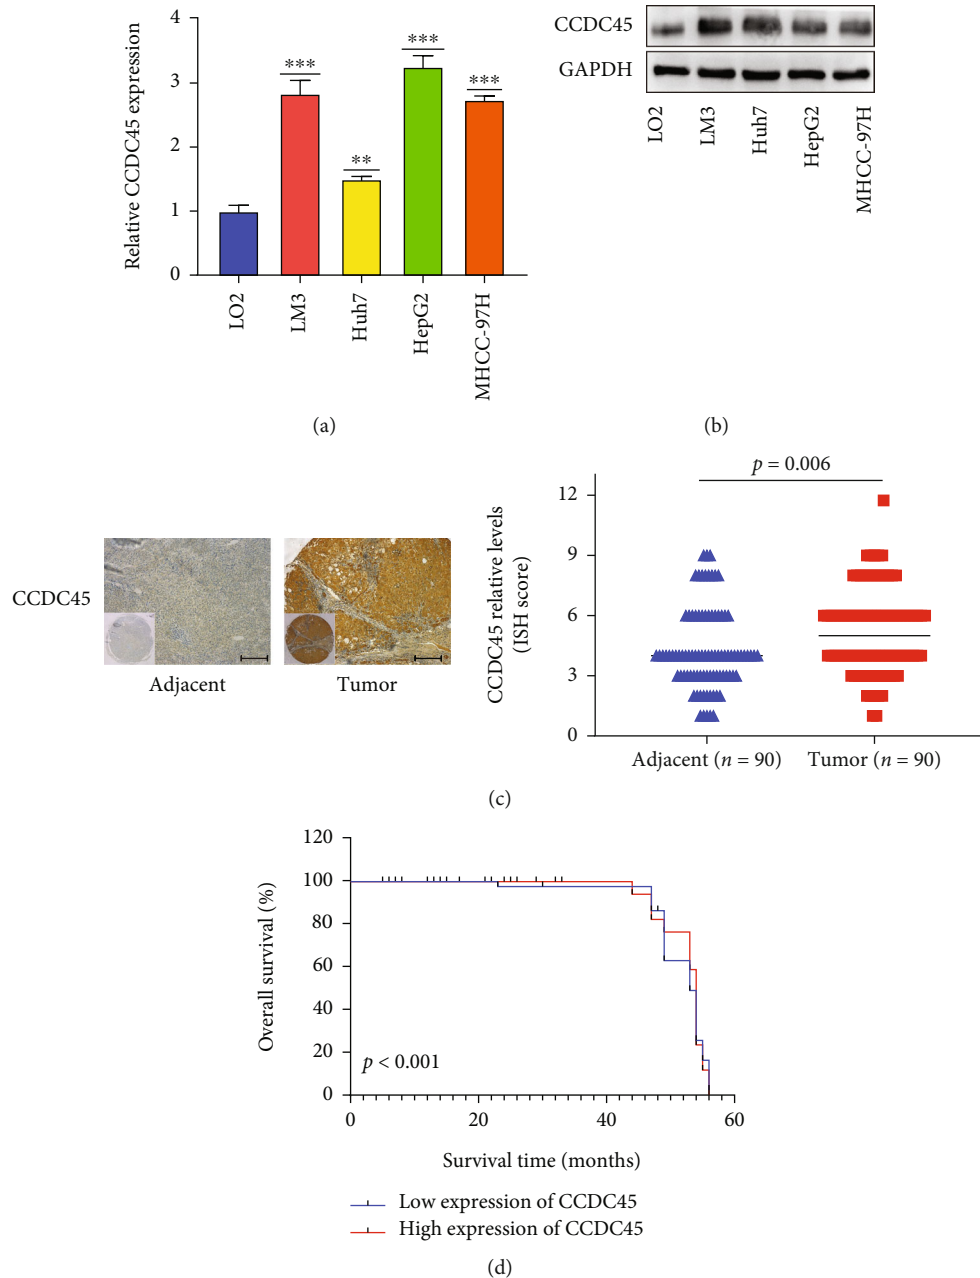 Relative CCDC45 expression
4
3
2
1
0
***
**
***
***
LO2
LM3
Huh7
HepG2
MHCC-97H
(a)
CCDC45
GAPDH
LO2
LM3
Huh7
HepG2
MHCC-97H
(b)
CCDC45
Adjacent
Tumor
CCDC45 relative levels
(ISH score)
12
9
6
3
0
p = 0.006
Adjacent (n = 90)
Tumor (n = 90)
(c)
Overall survival (%)
120
100
80
60
40
20
0
p < 0.001
0
20
40
60
Survival time (months)
Low expression of CCDC45
High expression of CCDC45
(d)